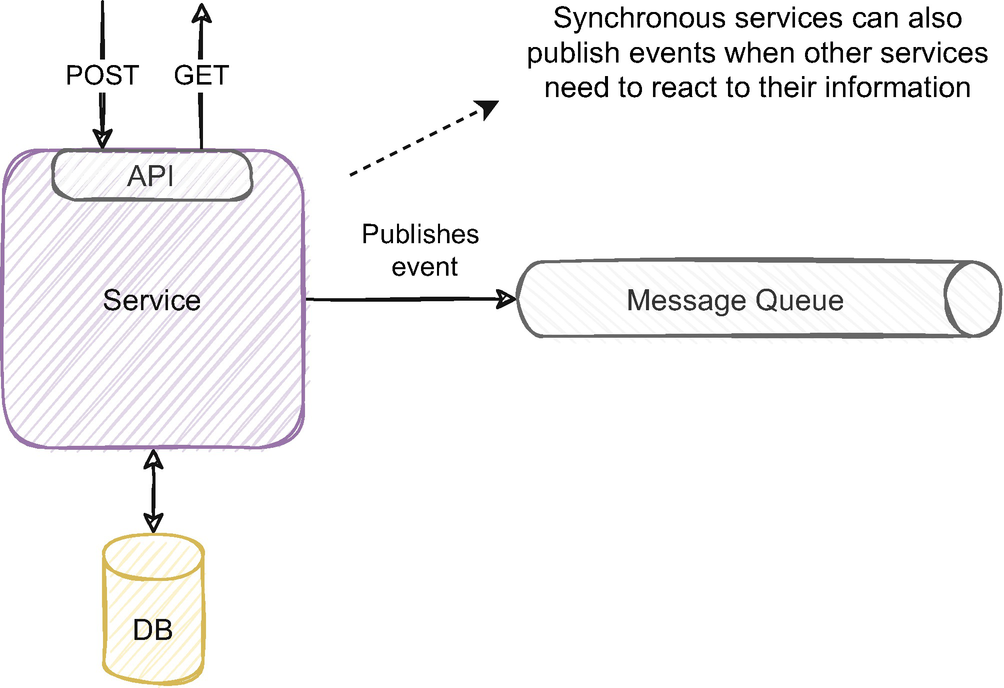 Synchronous services can also
publish events when other services
need to react to their information
POST
GET
API
Publishes
event
Service
Message Queue
DB